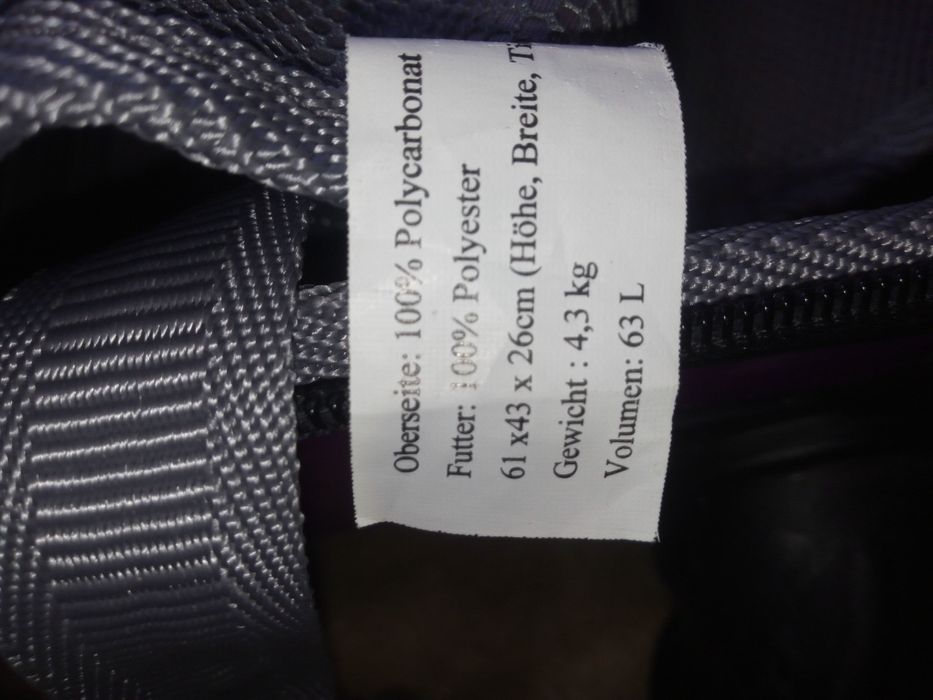 Oberseite: 100% Polycarbonat
Futter: 100% Polyester
61 x43 x 26cm (Höhe, Breite,
Gewicht : 4,3 kg
Volumen: 63 L